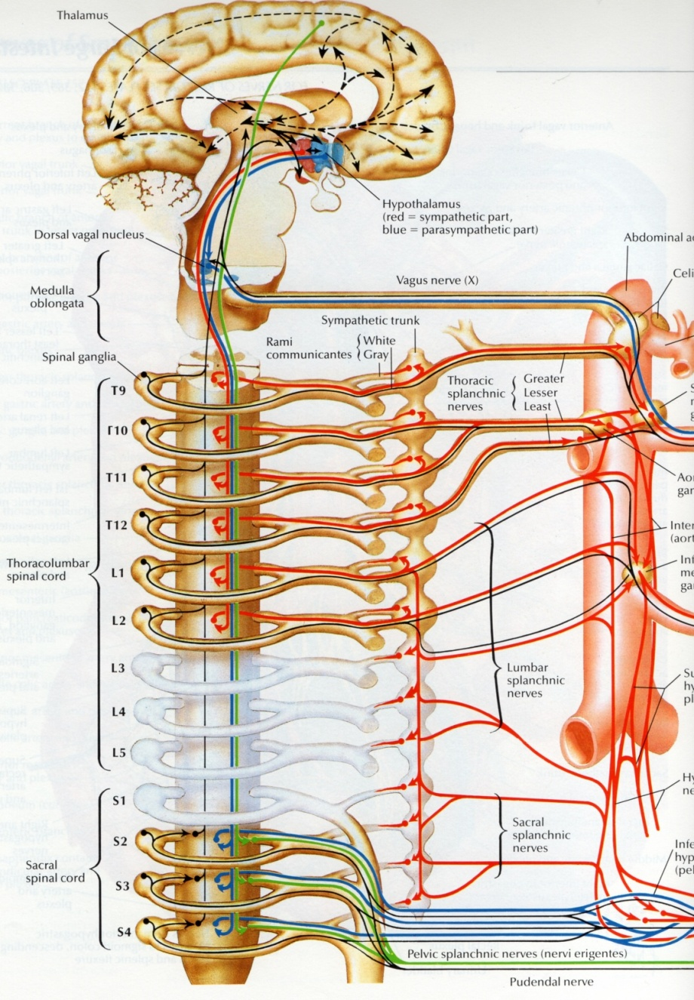 Thalamus
Hypothalamus
(red = sympathetic part,
blue = parasympathetic part)
Dorsal vagal nucleus
Abdominal
Medulla
oblongata
Vagus nerve (X)
Sympathetic trunk
Rami
communicantes
White
Gray
Spinal ganglia
Thoracic
splanchnic
nerves
Greater
Lesser
Least
T9
T10
T11
T12
Thoracolumbar
spinal cord
L1
L2
L3
L4
L5
Lumbar
splanchnic
nerves
S1
S2
Sacral
splanchnic
nerves
Sacral
spinal cord
S3
S4
Pelvic splanchnic nerves (nervi erigentes)
Pudendal nerve